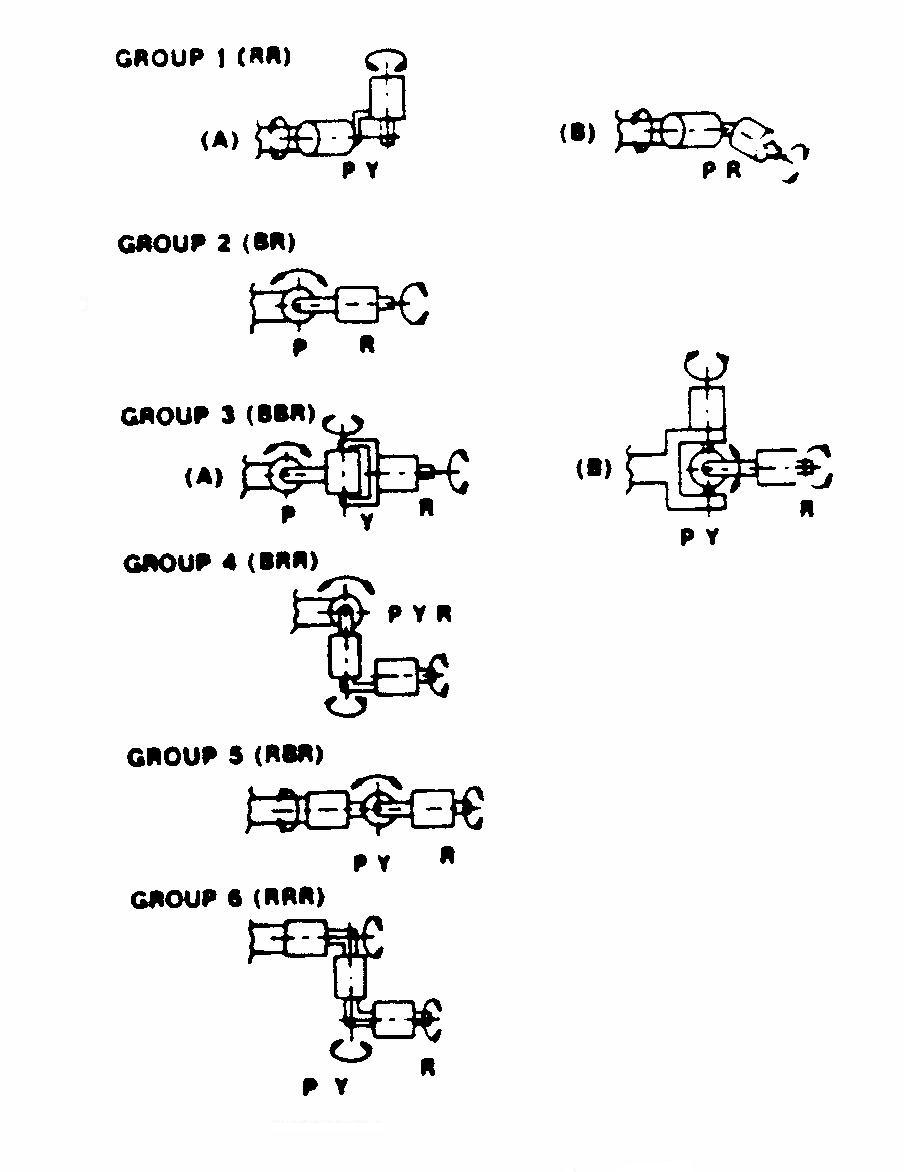 GROUP 1 (RR)
(A)
P Y
(B)
P R
GROUP 2 (BR)
P R
GROUP 3 (BBR)
(A)
P Y R
(B)
P Y R
GROUP 4 (BRR)
P Y R
GROUP 5 (RBR)
P Y R
GROUP 6 (RRR)
P Y R